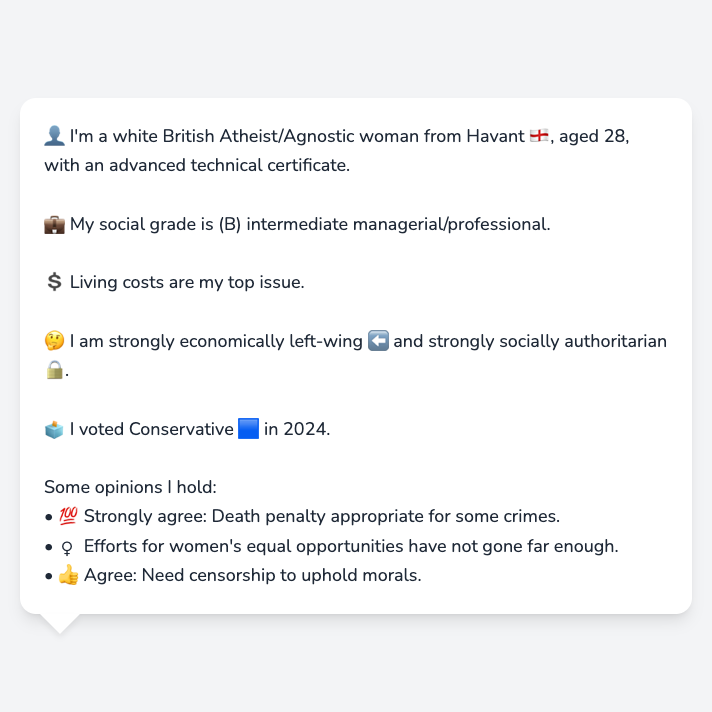 👤 I'm a white British Atheist/Agnostic woman from Havant 🏴󠁧󠁢󠁥󠁮󠁧󠁿, aged 28,
with an advanced technical certificate.
💼 My social grade is (B) intermediate managerial/professional.
💲 Living costs are my top issue.
🤔 I am strongly economically left-wing ⬅️ and strongly socially authoritarian
🔒.
🗳️ I voted Conservative 🟦 in 2024.
Some opinions I hold:
• 💯 Strongly agree: Death penalty appropriate for some crimes.
• ♀ Efforts for women's equal opportunities have not gone far enough.
• 👍 Agree: Need censorship to uphold morals.